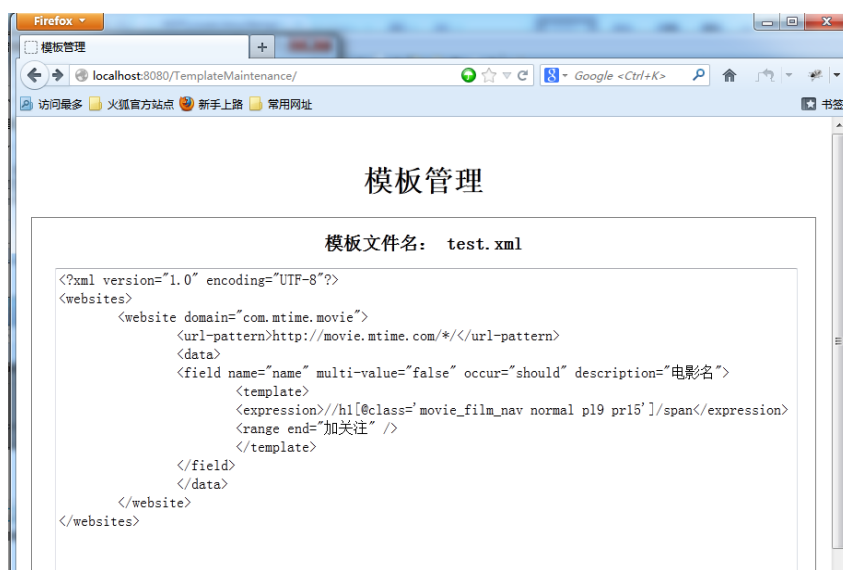 Firefox
模板管理
localhost:8080/TemplateMaintenance/
Google <Ctrl+K>
访问最多 火狐官方站点 新手上路 常用网址 书签
模板管理
模板文件名： test.xml
<?xml version="1.0" encoding="UTF-8"?>
<websites>
<website domain="com.mtime.movie">
<url-pattern>http://movie.mtime.com/*/</url-pattern>
<data>
<field name="name" multi-value="false" occur="should" description="电影名">
<template>
<expression>//h1[@class='movie_film_nav normal pl9 pr15']/span</expression>
<range end="加关注" />
</template>
</field>
</data>
</website>
</websites>